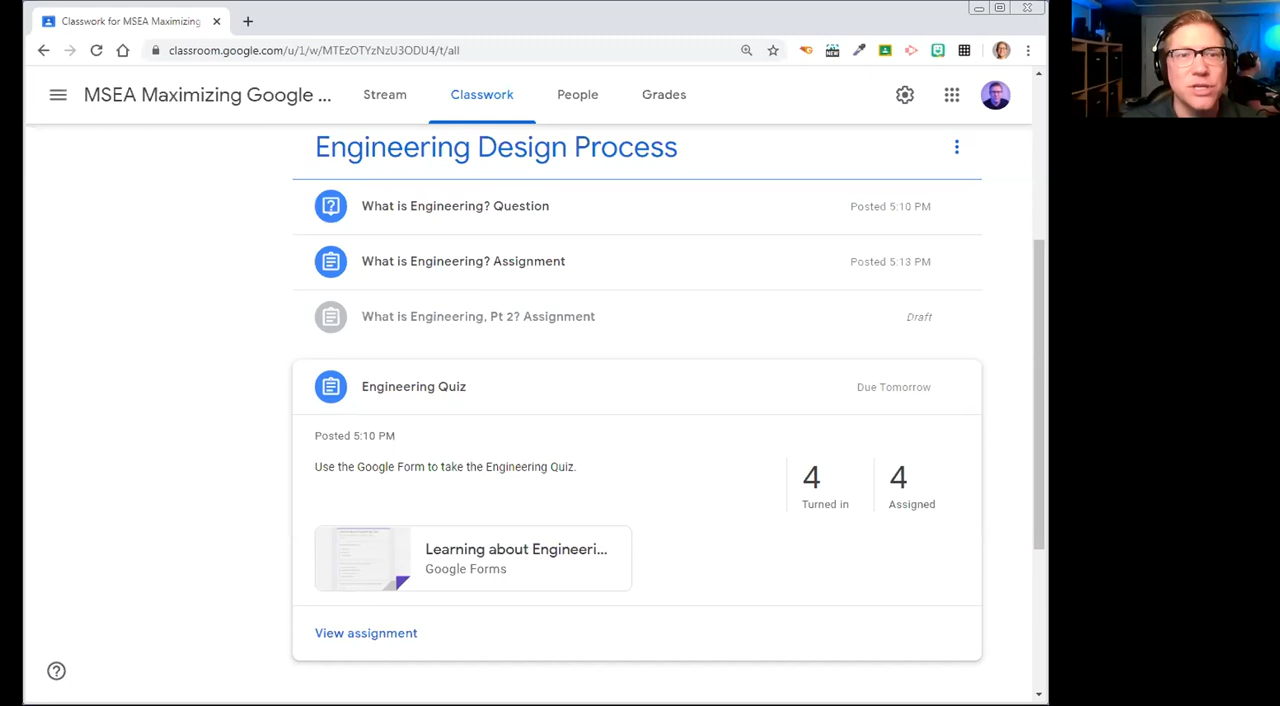 Classwork for MSEA Maximizing
classroom.google.com/u/1/w/MTEzOTYzNzU3ODU4/t/all
NEW
MSEA Maximizing Google ...
Stream
Classwork
People
Grades
Engineering Design Process
What is Engineering? Question
Posted 5:10 PM
What is Engineering? Assignment
Posted 5:13 PM
What is Engineering, Pt 2? Assignment
Draft
Engineering Quiz
Due Tomorrow
Posted 5:10 PM
Use the Google Form to take the Engineering Quiz.
4
Turned in
4
Assigned
Learning about Engineeri...
Google Forms
View assignment